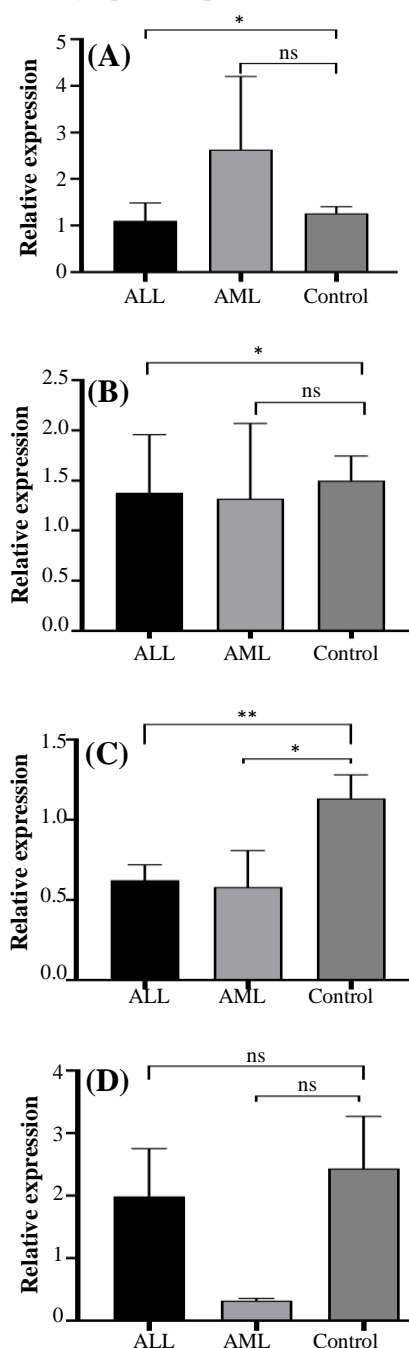 *
(A)
ns
Relative expression
5
4
3
2
1
0
ALL AML Control
*
(B)
ns
Relative expression
2.5
2.0
1.5
1.0
0.5
0.0
ALL AML Control
**
(C)
*
Relative expression
1.5
1.0
0.5
0.0
ALL AML Control
ns
(D)
ns
Relative expression
4
3
2
1
0
ALL AML Control